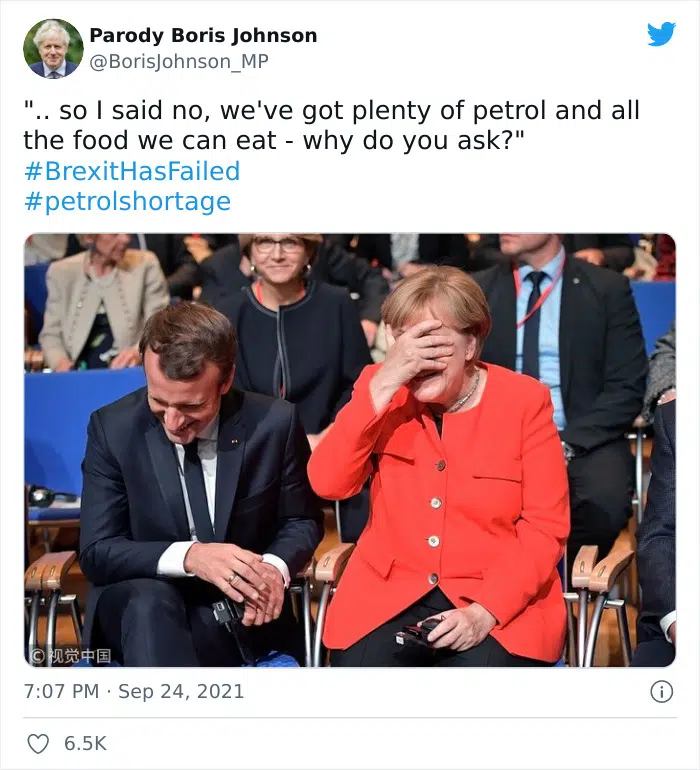 Parody Boris Johnson
@BorisJohnson_MP
".. so I said no, we've got plenty of petrol and all
the food we can eat - why do you ask?"
#BrexitHasFailed
#petrolshortage
©视觉中国
7:07 PM · Sep 24, 2021
6.5K